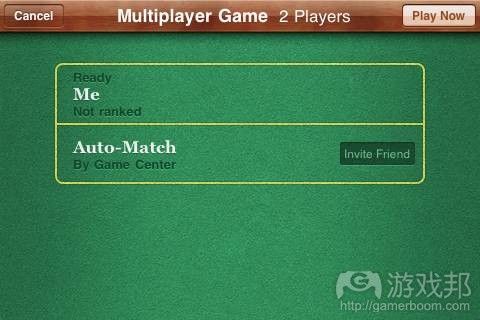 Cancel
Multiplayer Game 2 Players
Play Now
Ready
Me
Not ranked
Auto-Match
By Game Center
Invite Friend
游戏邦
http://gamerboom.com